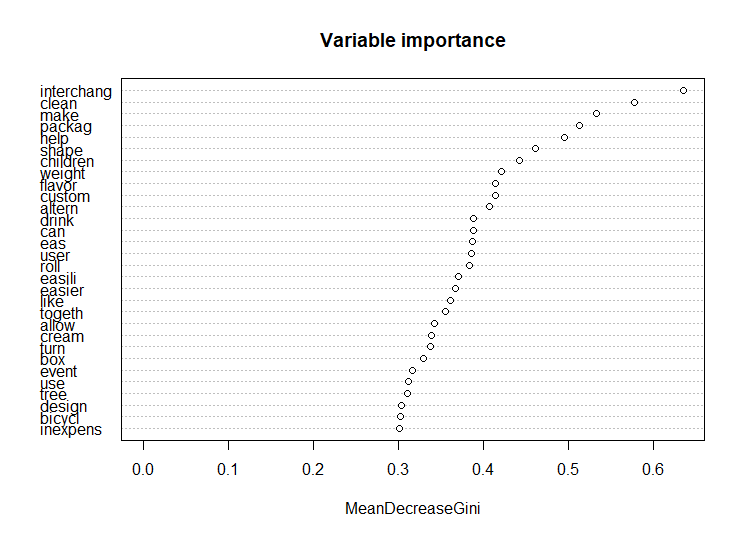 Variable importance
interchang
clean
make
packag
help
shape
children
weight
flavor
custom
altern
drink
can
eas
user
roll
easili
easier
like
togeth
allow
cream
turn
box
event
use
tree
design
bicycl
inexpens
0.0 0.1 0.2 0.3 0.4 0.5 0.6
MeanDecreaseGini